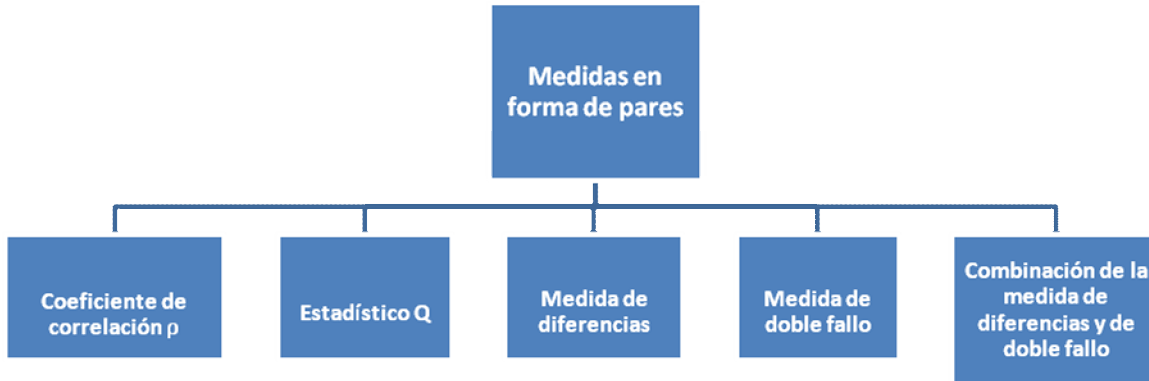 Medidas en
forma de pares
Coeficiente de
correlación ρ
Estadístico Q
Medida de
diferencias
Medida de
doble fallo
Combinación de la
medida de
diferencias y de
doble fallo